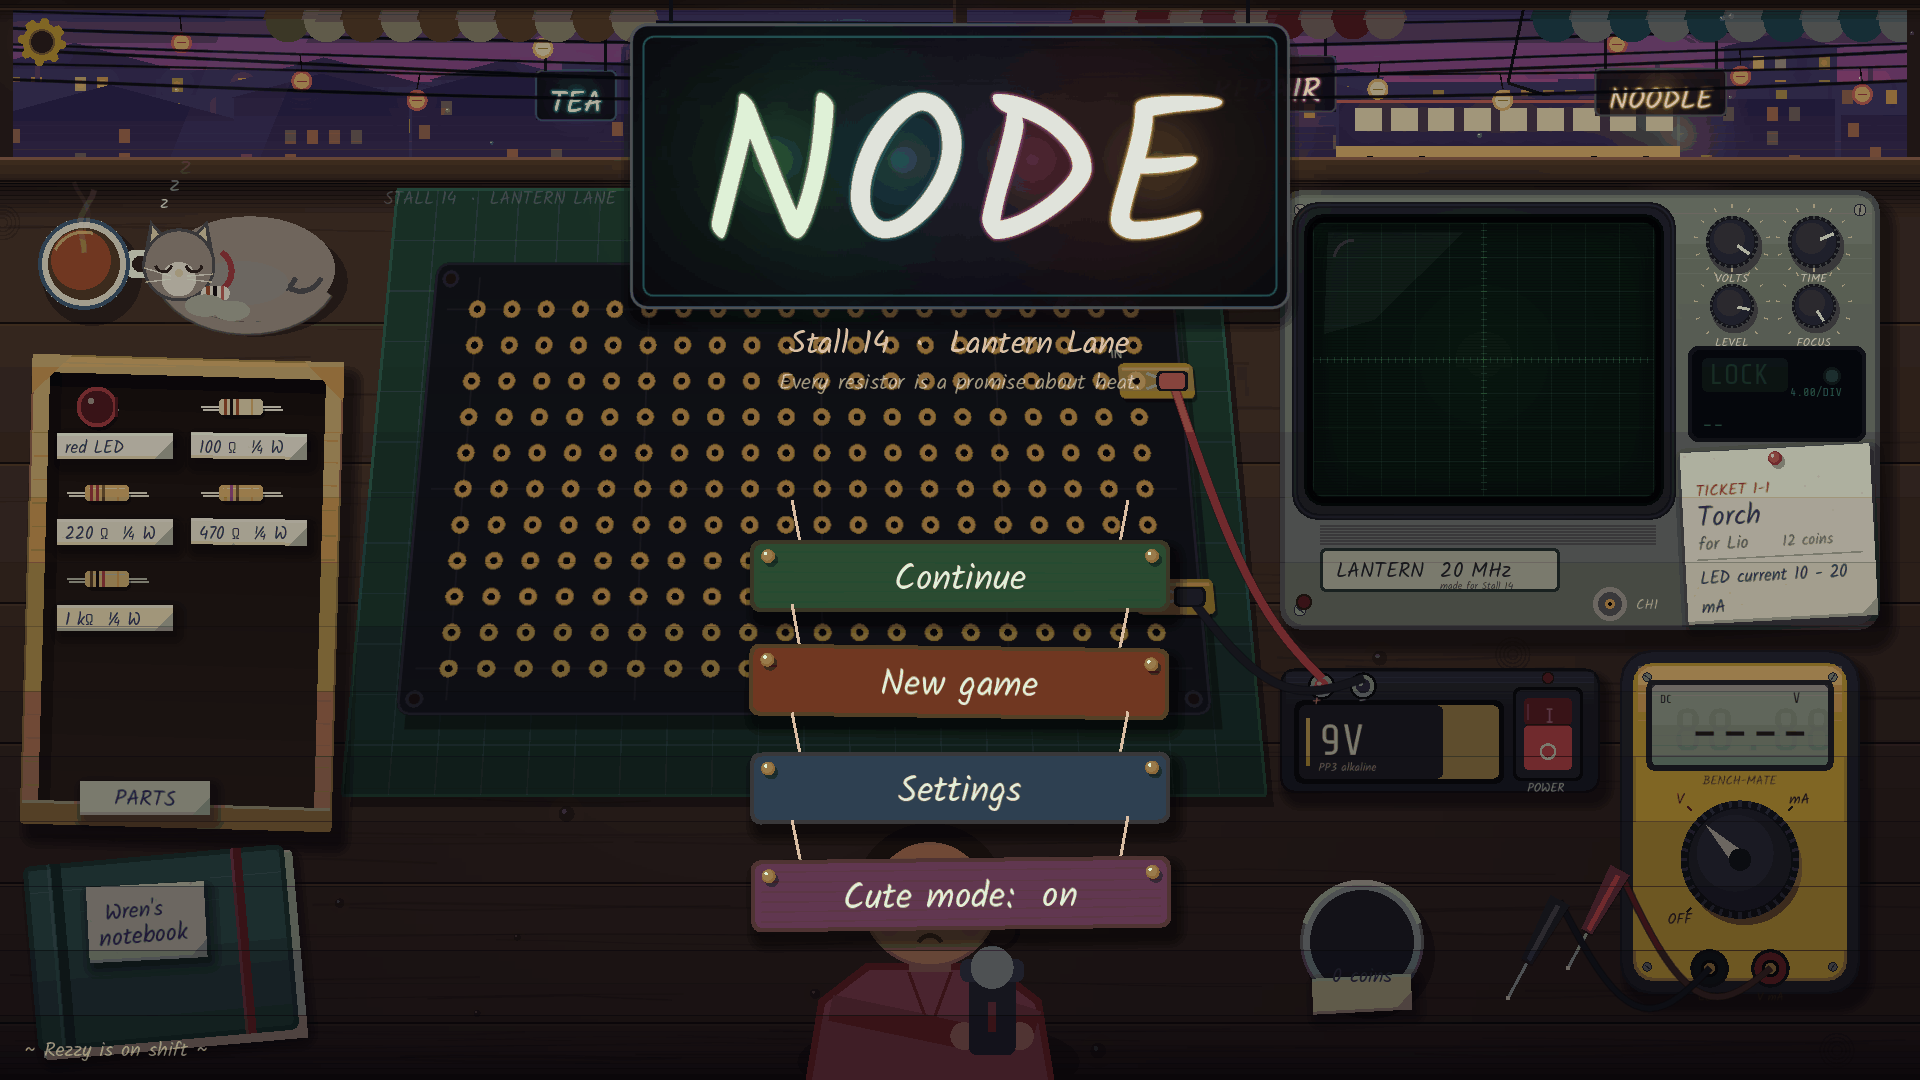 TEA
NODE
IR
NOODLE
STALL 14 · LANTERN LANE
z
z
z
Stall 14 · Lantern Lane
Every resistor is a promise about heat.
IN
VOLTS
TIME
LEVEL
FOCUS
LOCK
4.00/DIV
--
red LED
100 Ω ¼ W
220 Ω ¼ W
470 Ω ¼ W
1 kΩ ¼ W
PARTS
TICKET 1-1
Torch
for Lio 12 coins
LED current 10 - 20
mA
LANTERN 20 MHz
made for Stall 14
CH1
Continue
New game
Settings
Cute mode: on
9V
PP3 alkaline
I
O
POWER
DC V
----
BENCH-MATE
V
mA
OFF
Wren's
notebook
0 coins
~ Rezzy is on shift ~